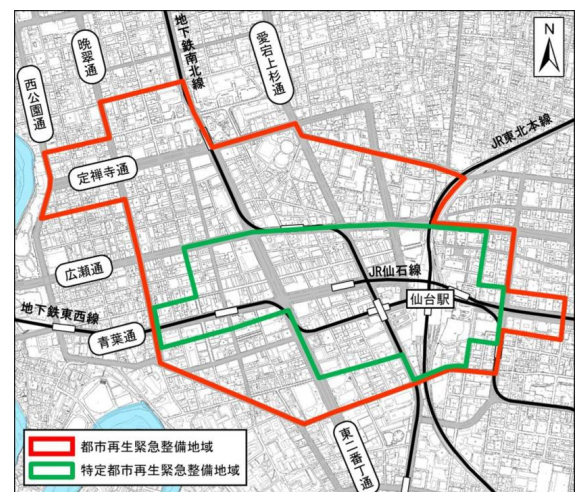 地下鉄南北線
愛宕上杉通
N
晩翠通
西公園通
JR東北本線
定禅寺通
広瀬通
JR仙石線
仙台駅
地下鉄東西線
青葉通
東二番丁通
都市再生緊急整備地域
特定都市再生緊急整備地域